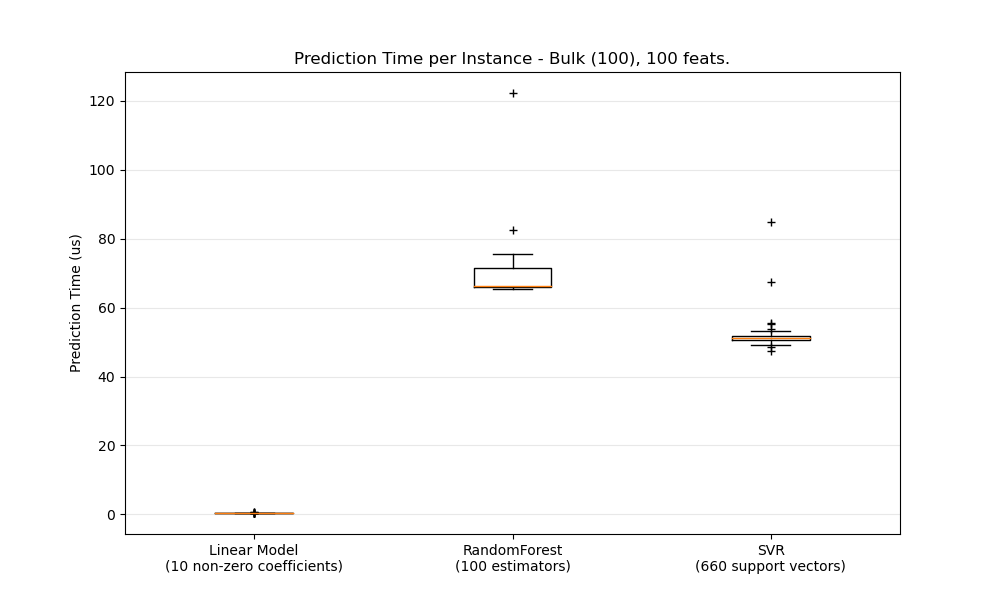 Prediction Time per Instance - Bulk (100), 100 feats.
Prediction Time (us)
120
100
80
60
40
20
0
Linear Model
(10 non-zero coefficients)
RandomForest
(100 estimators)
SVR
(660 support vectors)